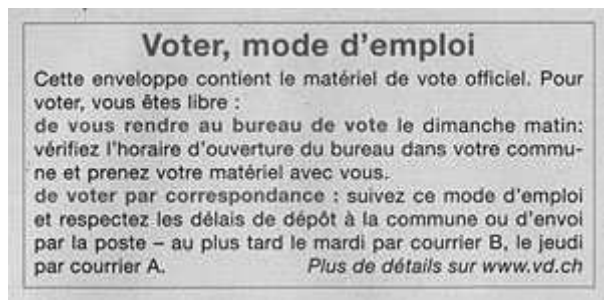 Voter, mode d'emploi
Cette enveloppe contient le matériel de vote officiel. Pour
voter, vous êtes libre :
de vous rendre au bureau de vote le dimanche matin:
vérifiez l'horaire d'ouverture du bureau dans votre commu-
ne et prenez votre matériel avec vous.
de voter par correspondance : suivez ce mode d'emploi
et respectez les délais de dépôt à la commune ou d'envoi
par la poste – au plus tard le mardi par courrier B, le jeudi
par courrier A. Plus de détails sur www.vd.ch